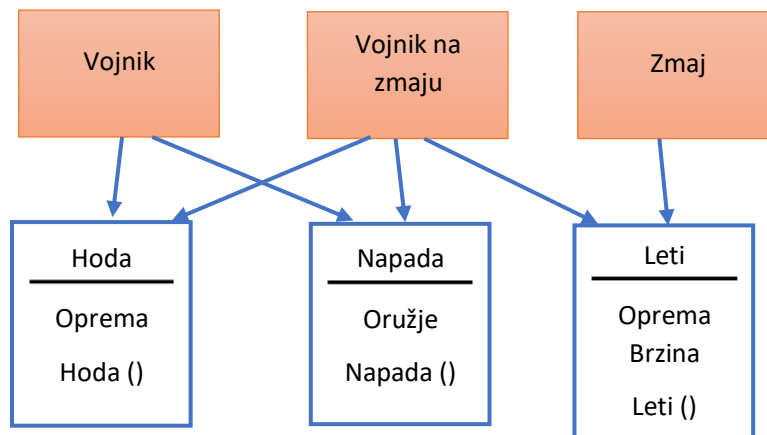 Vojnik
Vojnik na
zmaju
Zmaj
Hoda
Oprema
Hoda ()
Napada
Oružje
Napada ()
Leti
Oprema
Brzina
Leti ()